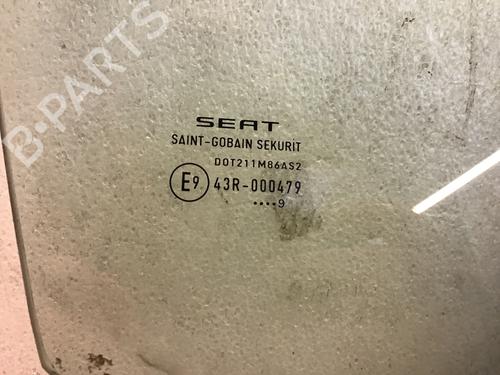 B-PARTS
SEAT
SAINT-GOBAIN SEKURIT
DOT211M86AS2
E9 43R-000479
....9